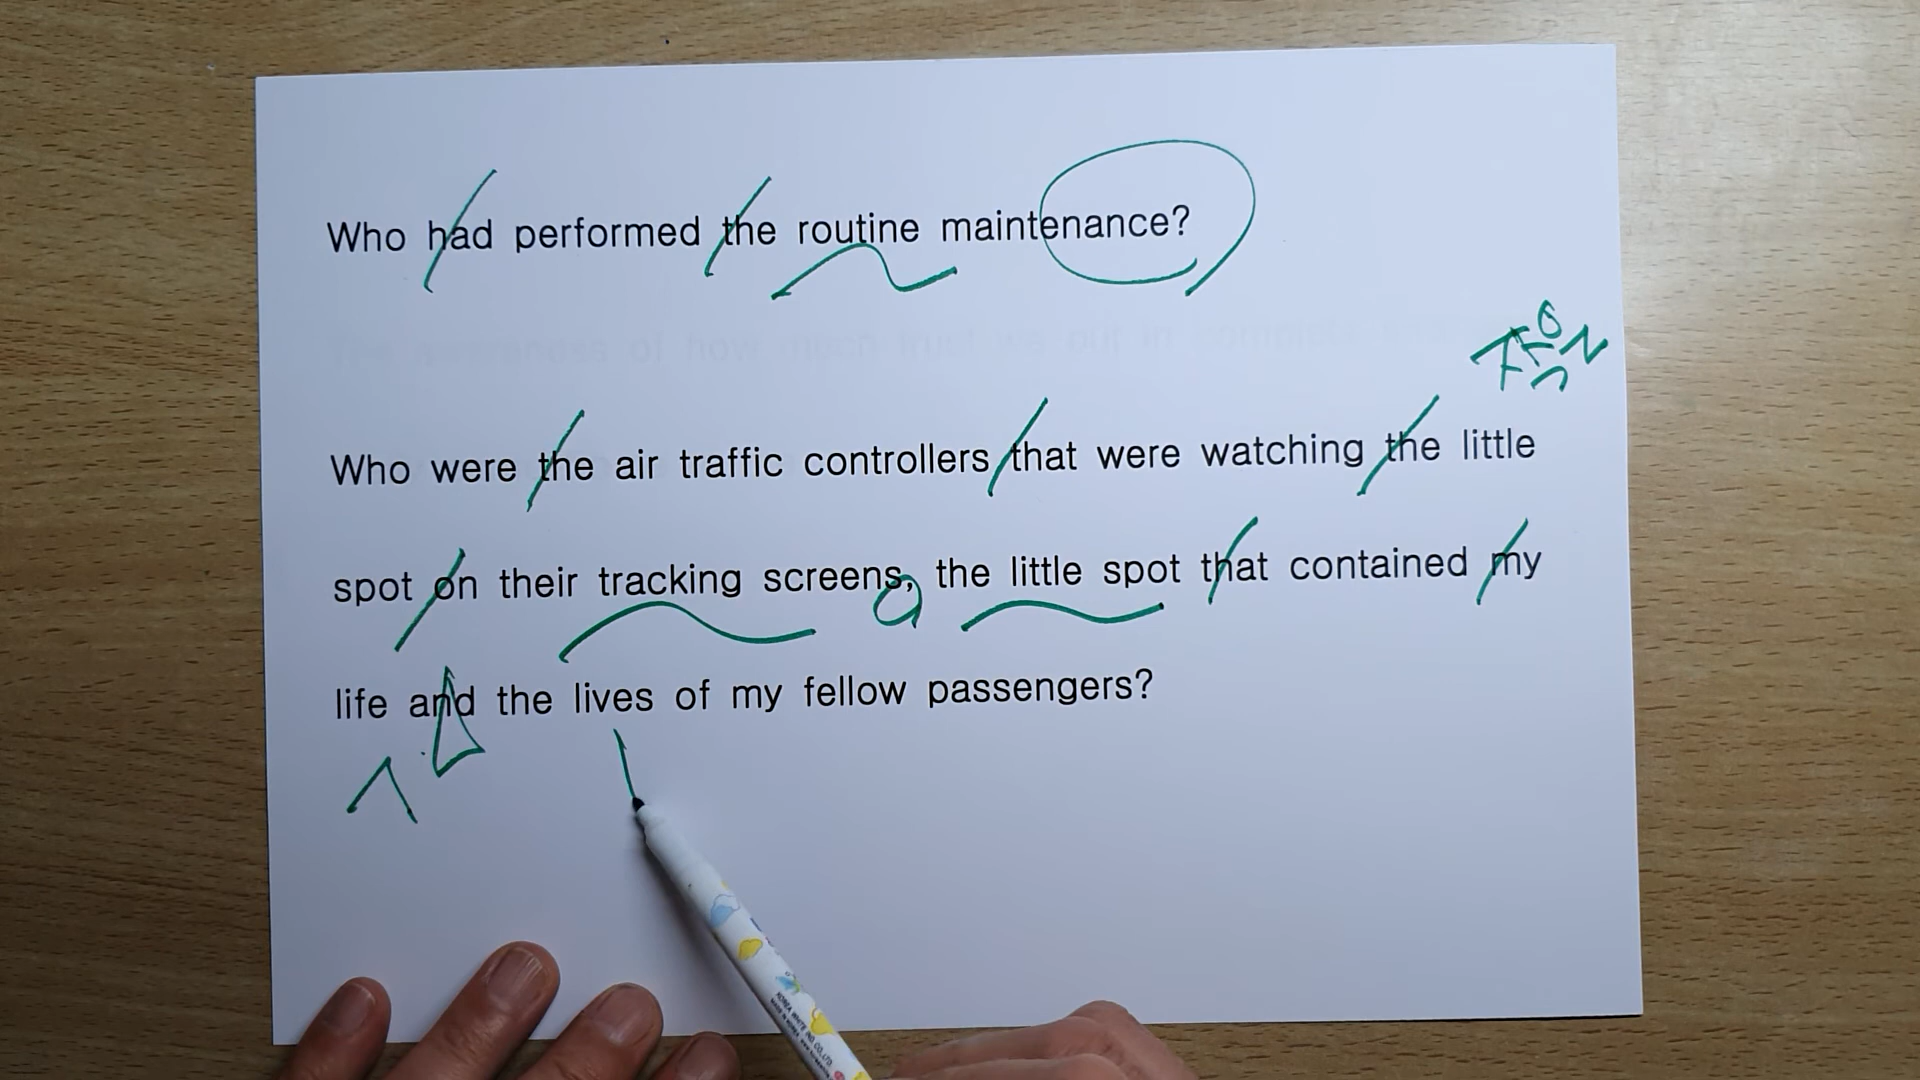 Who had performed the routine maintenance?
Who were the air traffic controllers that were watching the little
spot on their tracking screens, the little spot that contained my
life and the lives of my fellow passengers?